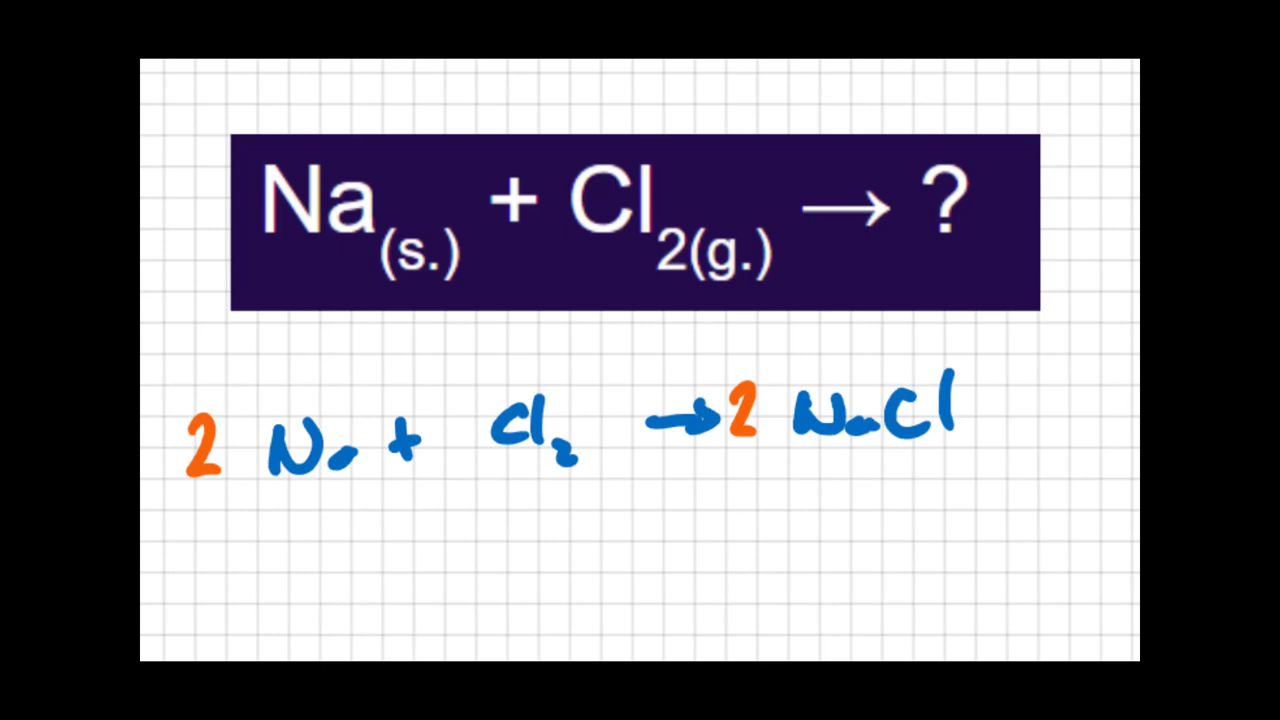 Na(s.) + Cl2(g.) → ?
2 Na + Cl2 → 2 NaCl